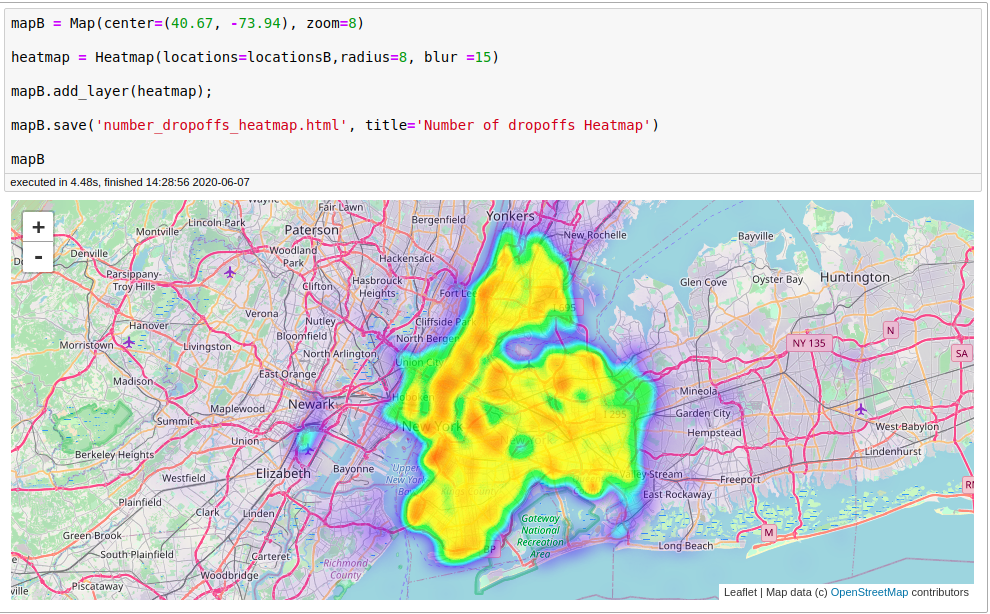 mapB = Map(center=(40.67, -73.94), zoom=8)
heatmap = Heatmap(locations=locationsB,radius=8, blur =15)
mapB.add_layer(heatmap);
mapB.save('number_dropoffs_heatmap.html', title='Number of dropoffs Heatmap')
mapB
executed in 4.48s, finished 14:28:56 2020-06-07
+
-
Wayne
Fair Lawn
Lincoln Park
Bergenfield
Yonkers
Montville
Paterson
New Rochelle
Bayville
Denville
Woodland
Park
Hackensack
Parsippany-
Troy Hills
Clifton
Hasbrouck
Heights
Fort Lee
Glen Cove
Oyster Bay
Huntington
Verona
Nutley
Cliffside Park
I 695
Hanover
Bloomfield
North Bergen
N
NY 135
Morristown
Livingston
North Arlington
Union City
SA
East Orange
Madison
Mineola
Maplewood
Newark
Hoboken
Garden City
I 295
Summit
New York
West Babylon
Union
Hempstead
Berkeley Heights
Lindenhurst
Elizabeth
Bayonne
Upper
New York
Valley Stream
Westfield
Freeport
Kings County
East Rockaway
Plainfield
Clark
Linden
Gateway
National
Recreation
Area
Green Brook
M
South Plainfield
Carteret
BP
Long Beach
Richmond
County
Woodbridge
Piscataway
Leaflet | Map data (c) OpenStreetMap contributors